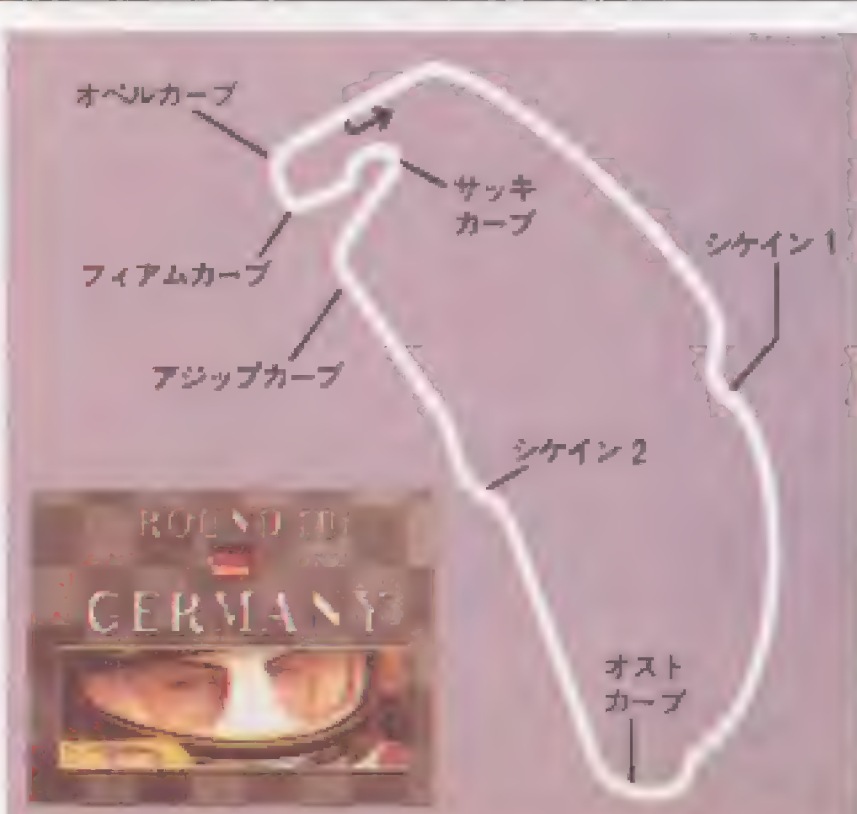 オペルカーブ
サッキ
カーブ
シケイン1
フィアムカーブ
アジップカーブ
シケイン2
ROUND
GERMANY
オスト
カーブ